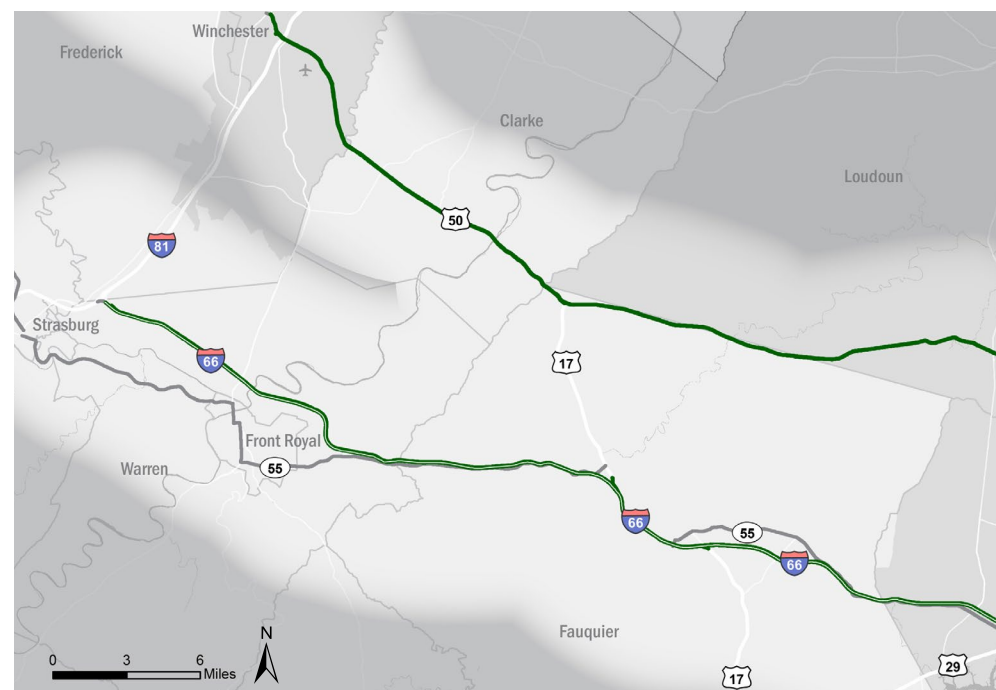 Winchester
Frederick
Clarke
Loudoun
50
81
Strasburg
66
17
Front Royal
55
Warren
66
55
66
Fauquier
N
0 3 6
Miles
17
29